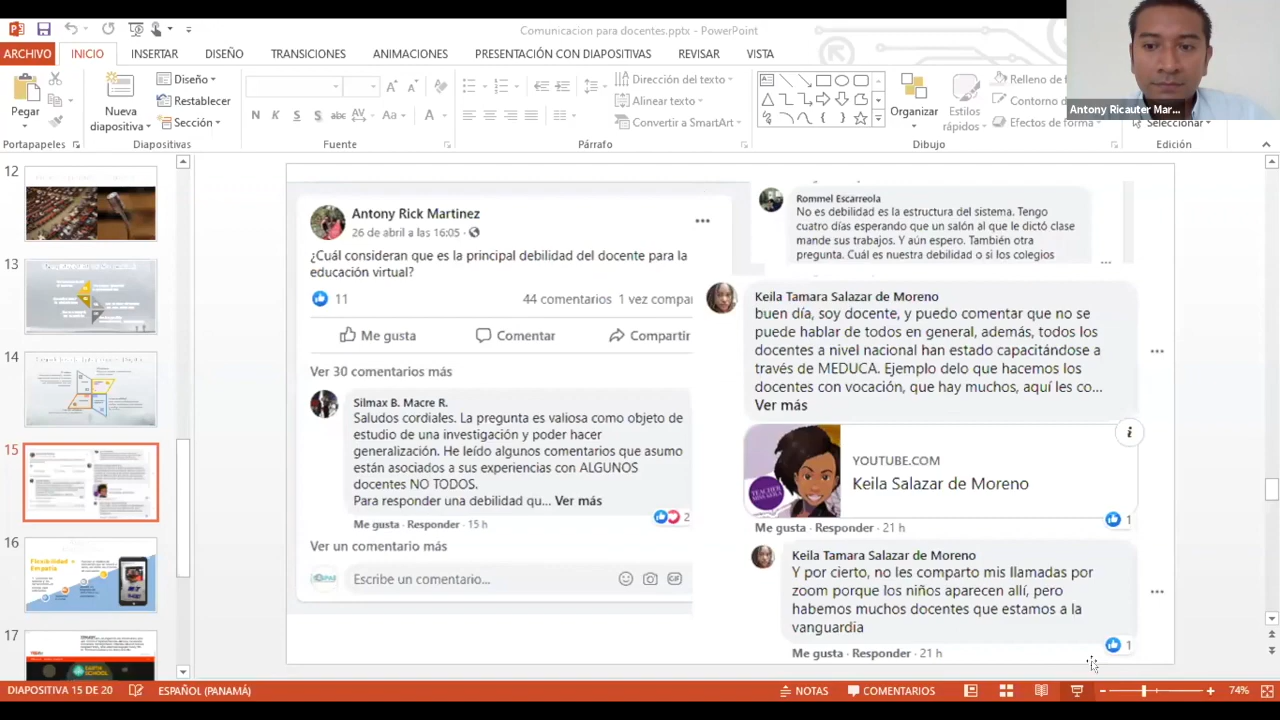 Comunicacion para docentes.pptx - PowerPoint
ARCHIVO INICIO INSERTAR DISEÑO TRANSICIONES ANIMACIONES PRESENTACIÓN CON DIAPOSITIVAS REVISAR VISTA
Antony Ricauter Mar...
Pegar
Nueva
diapositiva
Diseño
Restablecer
Sección
N K S S abc AV Aa A
Dirección del texto
Alinear texto
Convertir a SmartArt
Organizar
Estilos
rápidos
Relleno de
Contorno d
Efectos de forma
Seleccionar
Portapapeles Diapositivas Fuente Párrafo Dibujo Edición
12
13
14
15
16
Flexibilidad +
Empatía
17
Antony Rick Martinez
26 de abril a las 16:05 ·
¿Cuál consideran que es la principal debilidad del docente para la
educación virtual?
11 44 comentarios 1 vez compar
Me gusta Comentar Compartir
Ver 30 comentarios más
Silmax B. Macre R.
Saludos cordiales. La pregunta es valiosa como objeto de
estudio de una investigación y poder hacer
generalización. He leído algunos comentarios que asumo
están asociados a sus experiencias con ALGUNOS
docentes NO TODOS.
Para responder una debilidad qu... Ver más
2
Me gusta · Responder · 15 h
Ver un comentario más
Escribe un comentario...
GIF
Rommel Escarreola
No es debilidad es la estructura del sistema. Tengo
cuatro días esperando que un salón al que le dictó clase
mande sus trabajos. Y aún espero. También otra
pregunta. Cuál es nuestra debilidad o si los colegios
Keila Tamara Salazar de Moreno
buen día, soy docente, y puedo comentar que no se
puede hablar de todos en general, además, todos los
docentes a nivel nacional han estado capacitándose a
través de MEDUCA. Ejemplo delo que hacemos los
docentes con vocación, que hay muchos, aquí les co...
Ver más
YOUTUBE.COM
Keila Salazar de Moreno
1
Me gusta · Responder · 21 h
Keila Tamara Salazar de Moreno
Y por cierto, no les comparto mis llamadas por
zoom porque los niños aparecen allí, pero
habemos muchos docentes que estamos a la
vanguardia
1
Me gusta · Responder · 21 h
DIAPOSITIVA 15 DE 20 ESPAÑOL (PANAMÁ) NOTAS COMENTARIOS 74%